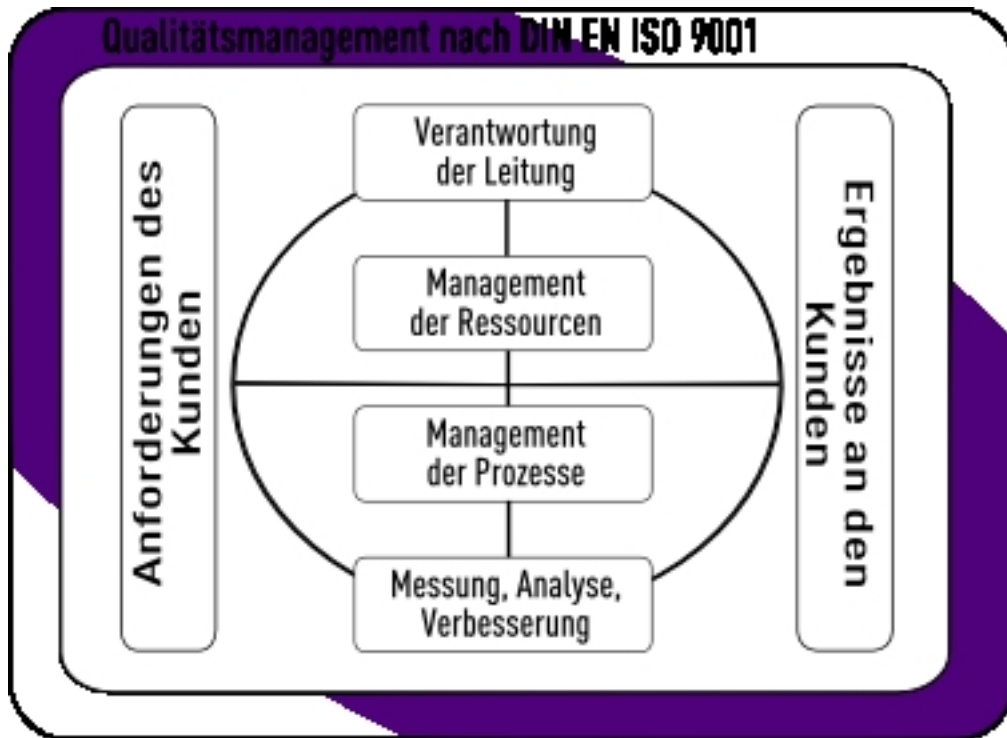 Qualitätsmanagement nach DIN EN ISO 9001
Anforderungen des
Kunden
Verantwortung
der Leitung
Management
der Ressourcen
Management
der Prozesse
Messung, Analyse,
Verbesserung
Ergebnisse an den
Kunden